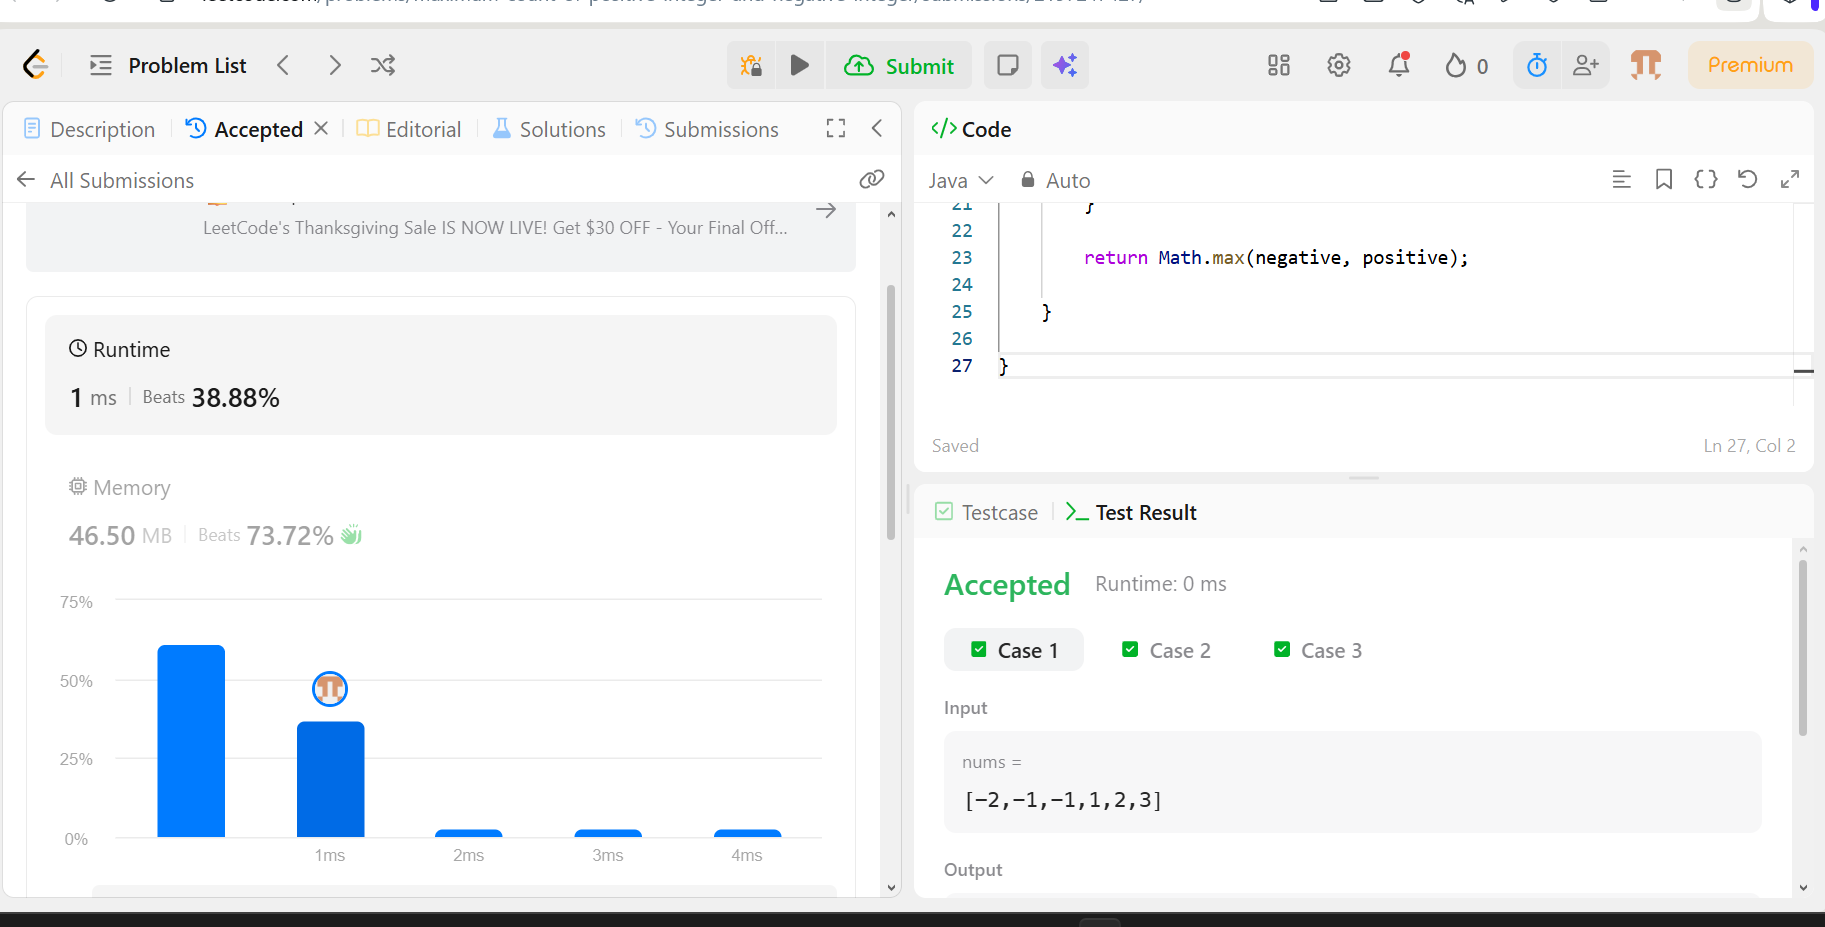 Problem List
Submit
0
Premium
Description
Accepted
Editorial
Solutions
Submissions
All Submissions
LeetCode's Thanksgiving Sale IS NOW LIVE! Get $30 OFF - Your Final Off...
Runtime
1 ms
Beats 38.88%
Memory
46.50 MB
Beats 73.72%
75%
50%
25%
0%
1ms
2ms
3ms
4ms
Code
Java
Auto
21 }
22
23 return Math.max(negative, positive);
24
25 }
26
27 }
Saved
Ln 27, Col 2
Testcase
Test Result
Accepted
Runtime: 0 ms
Case 1
Case 2
Case 3
Input
nums =
[-2,-1,-1,1,2,3]
Output